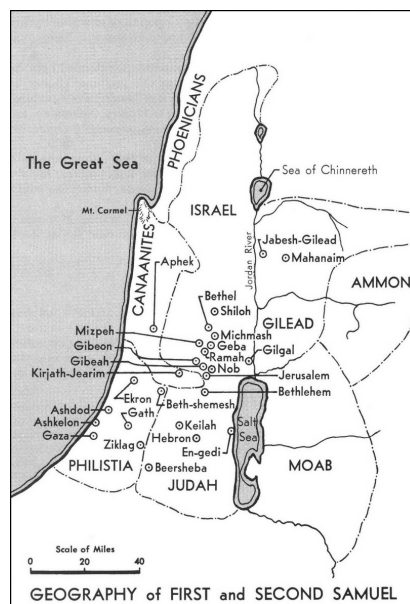 PHOENICIANS
The Great Sea
Sea of Chinnereth
ISRAEL
Mt. Carmel
CANAANITES
Jordan River
Jabesh-Gilead
Mahanaim
Aphek
AMMON
Bethel
Shiloh
GILEAD
Mizpeh
Michmash
Gibeon
Geba
Ramah
Gilgal
Gibeah
Nob
Kirjath-Jearim
Jerusalem
Ekron
Beth-shemesh
Bethlehem
Ashdod
Gath
Ashkelon
Keilah
Salt
Sea
Gaza
Ziklag
Hebron
En-gedi
PHILISTIA
Beersheba
MOAB
JUDAH
Scale of Miles
0 20 40
GEOGRAPHY of FIRST and SECOND SAMUEL